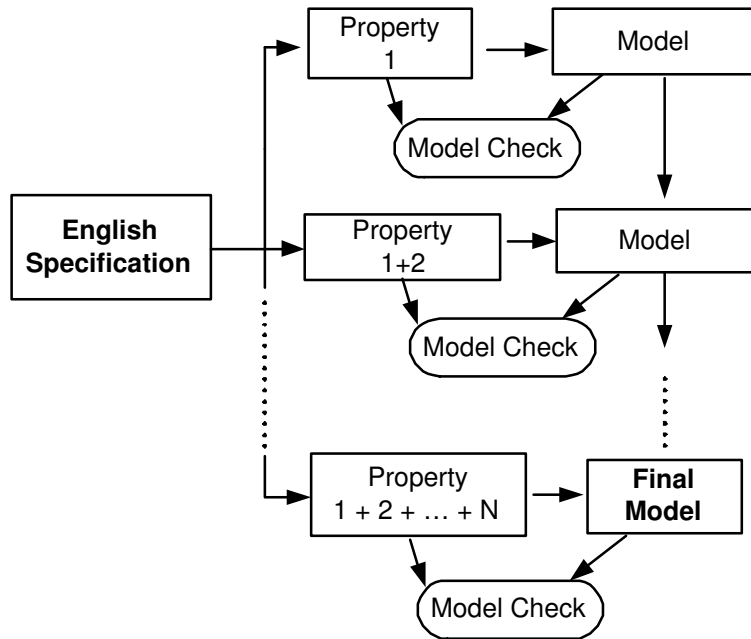 Property
1
Model
Model Check
English
Specification
Property
1+2
Model
Model Check
Property
1 + 2 + … + N
Final
Model
Model Check